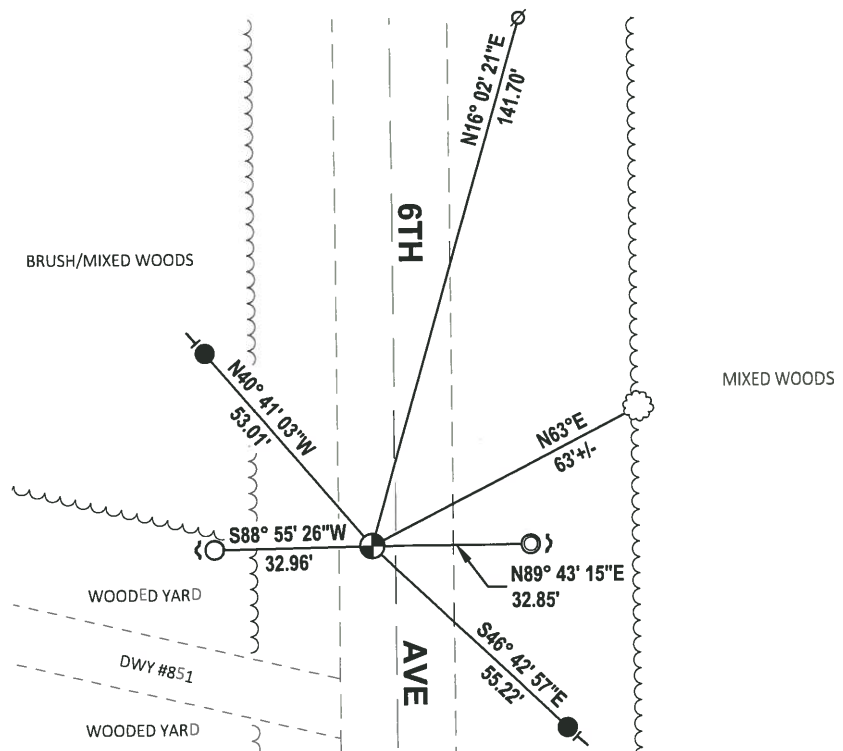 N16° 02' 21"E
141.70'
6TH
BRUSH/MIXED WOODS
N40° 41' 03"W
53.01'
MIXED WOODS
N63°E
63'+/-
S88° 55' 26"W
32.96'
N89° 43' 15"E
32.85'
WOODED YARD
S46° 42' 57"E
55.22'
AVE
DWY #851
WOODED YARD